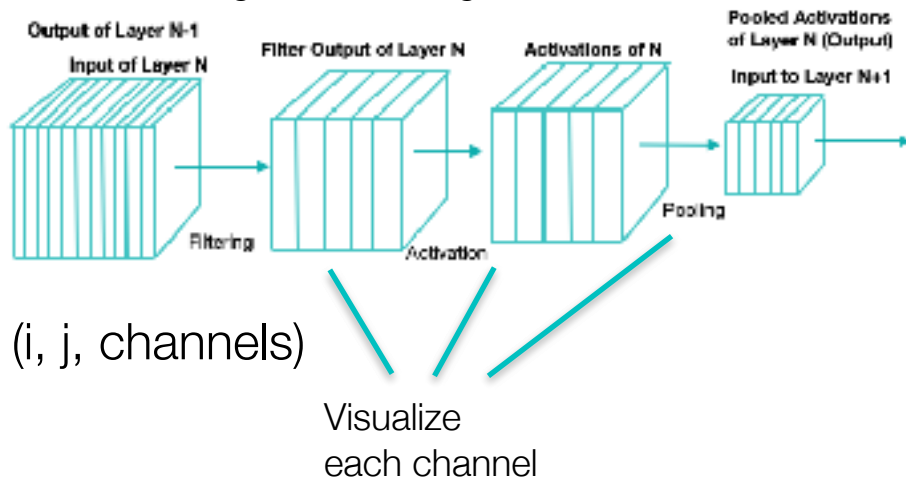 Output of Layer N-1
Input of Layer N
Filter Output of Layer N
Activations of N
Pooled Activations
of Layer N (Output)
Input to Layer N+1
Filtering
Activation
Pooling
(i, j, channels)
Visualize
each channel